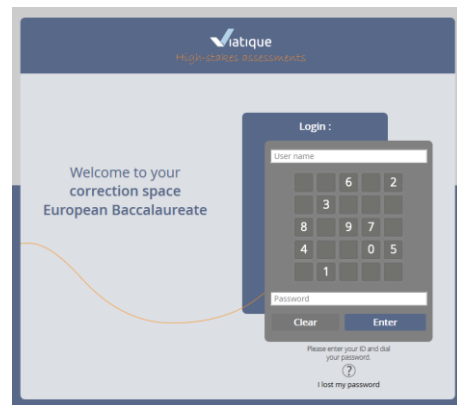 Viatique
High-stakes assessments
Login :
User name
Welcome to your
correction space
European Baccalaureate
6 2
3
8 9 7
4 0 5
1
Password
Clear Enter
Please enter your ID and dial
your password.
?
I lost my password